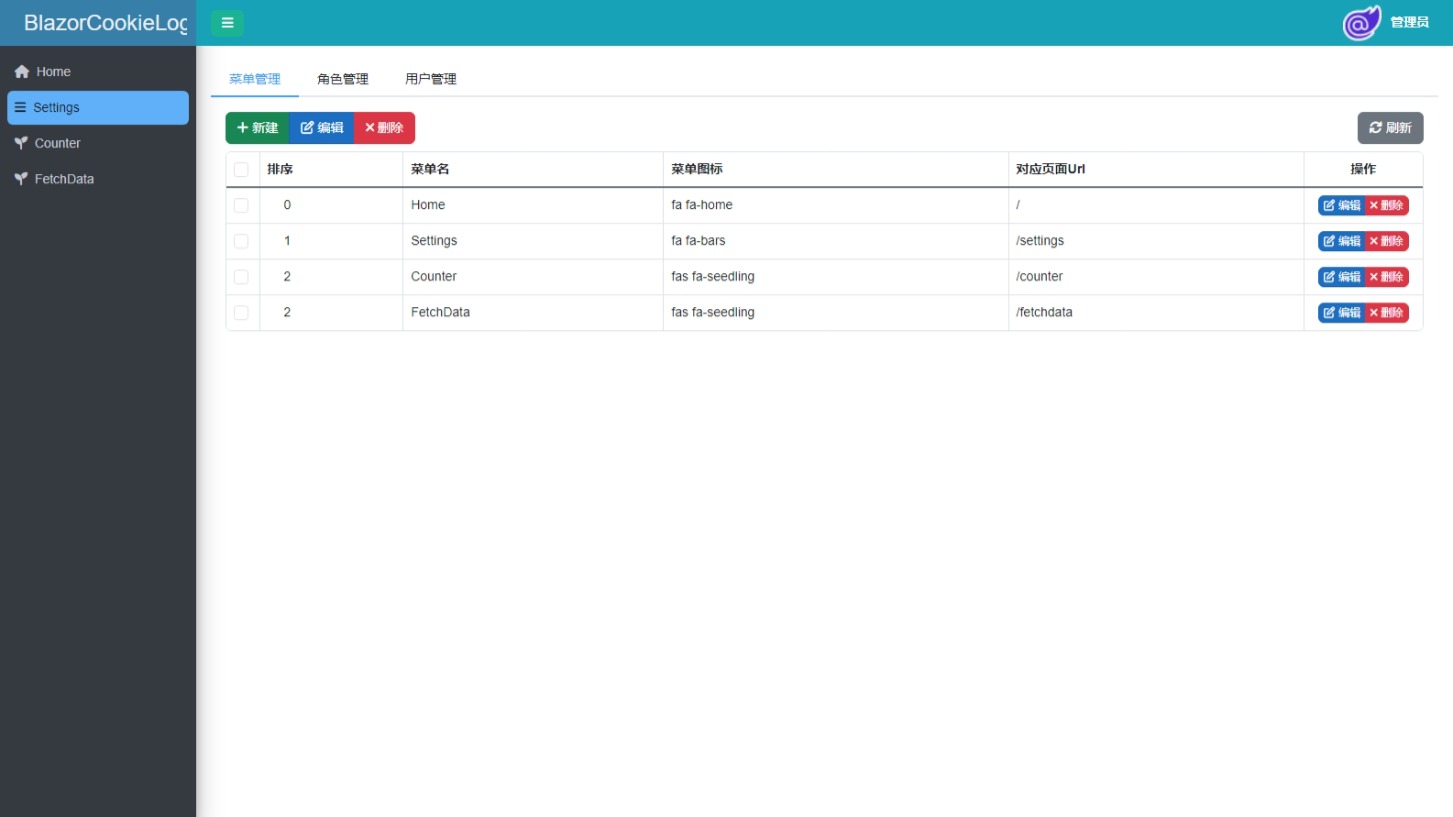 BlazorCookieLog
管理员
Home
Settings
Counter
FetchData
菜单管理 角色管理 用户管理
新建 编辑 删除 刷新
排序 菜单名 菜单图标 对应页面Url 操作
0 Home fa fa-home / 编辑 删除
1 Settings fa fa-bars /settings 编辑 删除
2 Counter fas fa-seedling /counter 编辑 删除
2 FetchData fas fa-seedling /fetchdata 编辑 删除